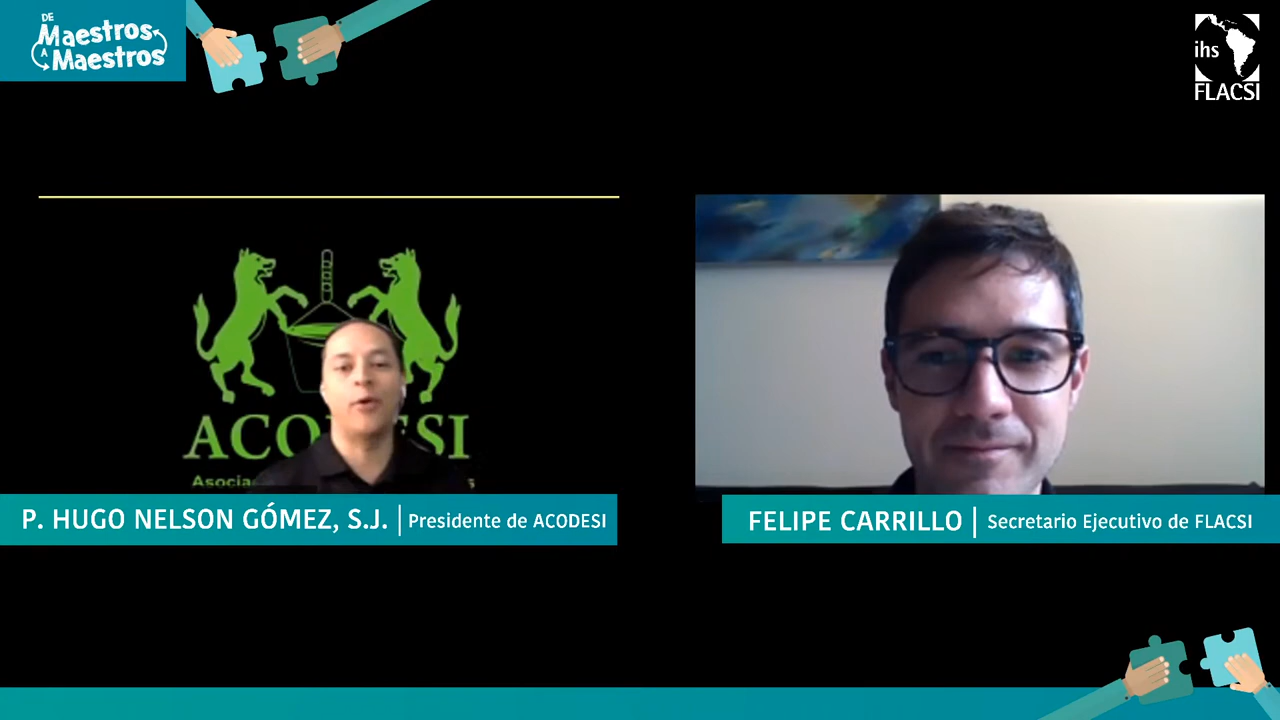 DE
Maestros
A
Maestros
ihs
FLACSI
ACODESI
P. HUGO NELSON GÓMEZ, S.J. | Presidente de ACODESI
FELIPE CARRILLO | Secretario Ejecutivo de FLACSI